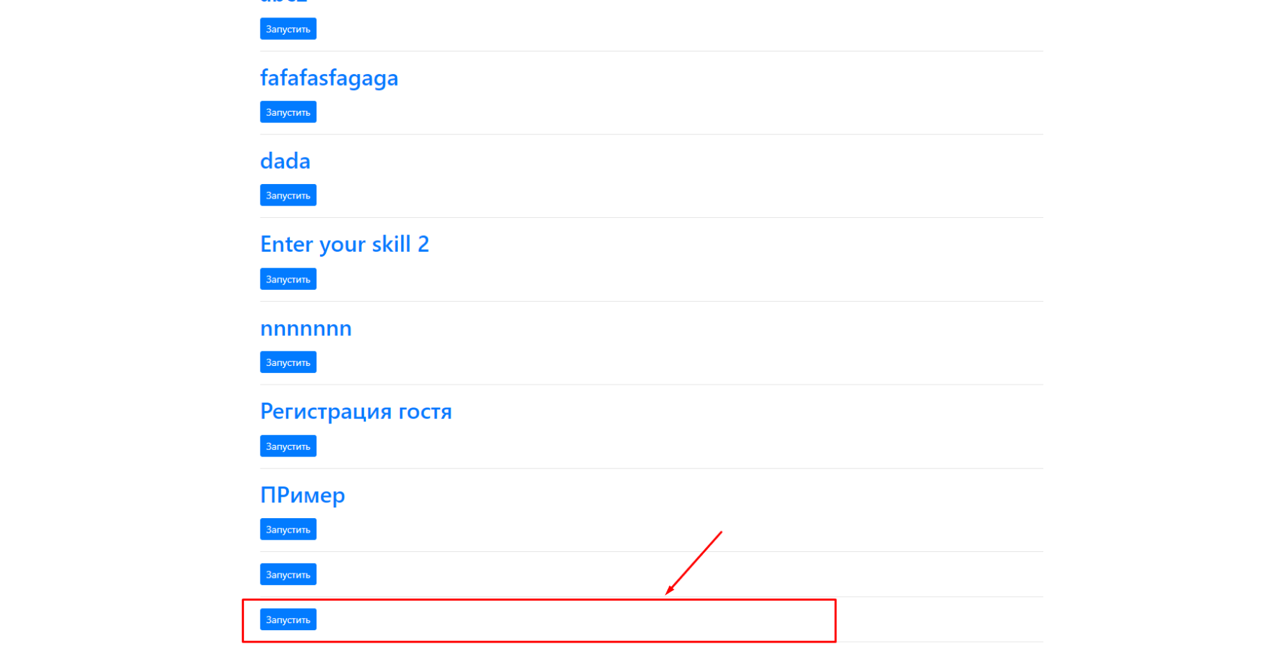 Запустить
fafafasfagaga
Запустить
dada
Запустить
Enter your skill 2
Запустить
nnnnnnn
Запустить
Регистрация гостя
Запустить
ПРимер
Запустить
Запустить
Запустить